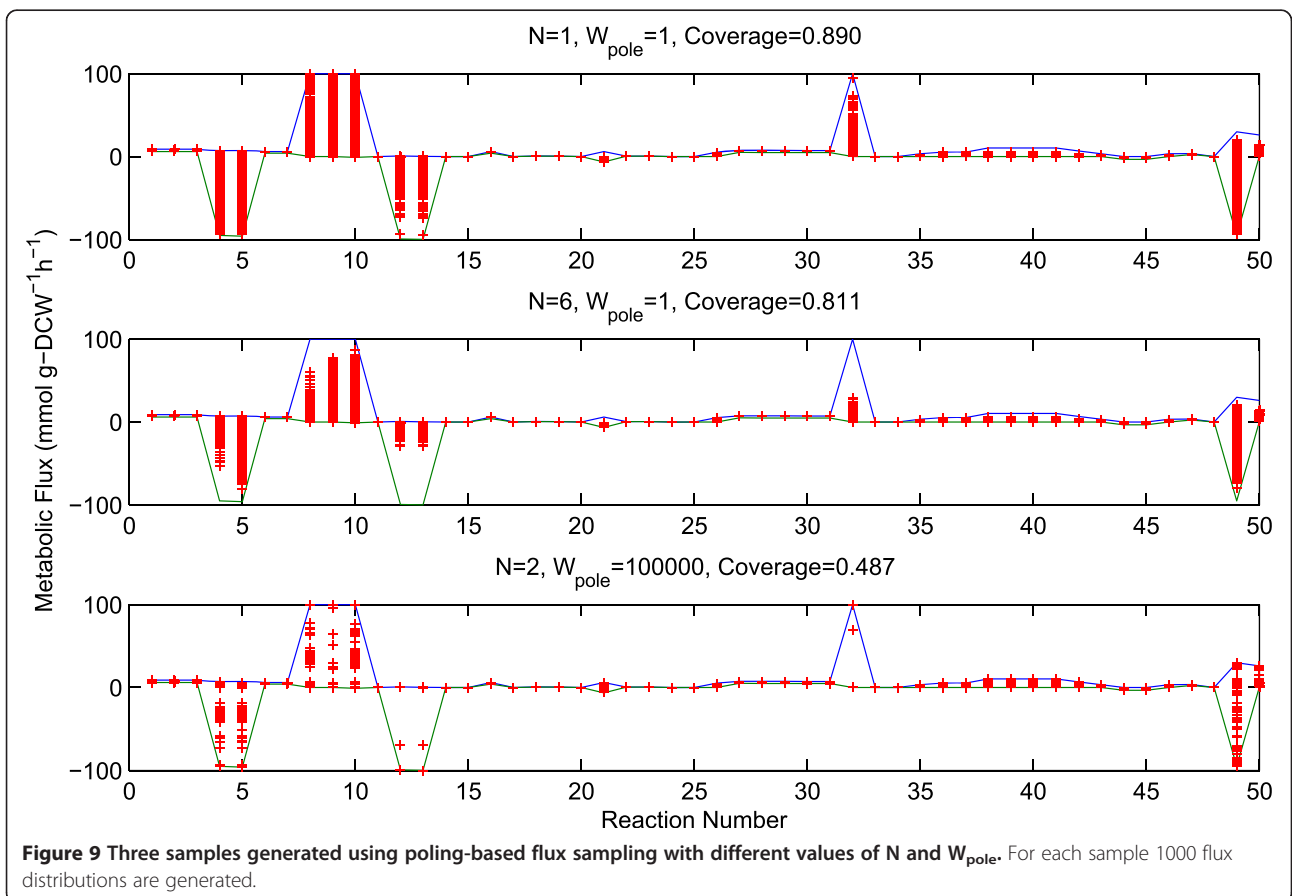 N=1, W_pole=1, Coverage=0.890
100
0
−100
0 5 10 15 20 25 30 35 40 45 50
N=6, W_pole=1, Coverage=0.811
100
0
−100
0 5 10 15 20 25 30 35 40 45 50
N=2, W_pole=100000, Coverage=0.487
100
0
−100
0 5 10 15 20 25 30 35 40 45 50
Metabolic Flux (mmol g−DCW⁻¹h⁻¹)
Reaction Number
Figure 9 Three samples generated using poling-based flux sampling with different values of N and W_pole. For each sample 1000 flux
distributions are generated.